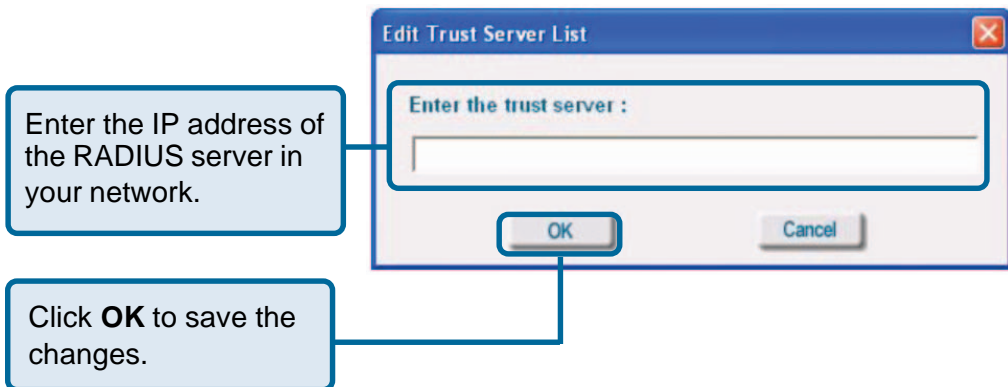 Edit Trust Server List
Enter the IP address of
the RADIUS server in
your network.
Enter the trust server :
OK
Cancel
Click OK to save the
changes.